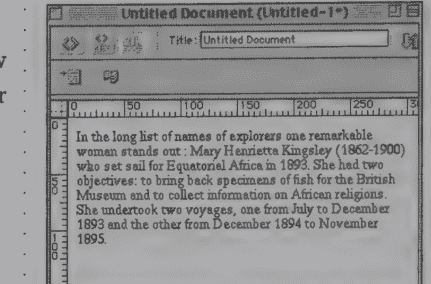 Untitled Document (Untitled-1*)
Title: Untitled Document
0 50 100 150 200 250
0
50
100
In the long list of names of explorers one remarkable
woman stands out : Mary Henrietta Kingsley (1862-1900)
who set sail for Equatorial Africa in 1893. She had two
objectives: to bring back specimens of fish for the British
Museum and to collect information on African religions.
She undertook two voyages, one from July to December
1893 and the other from December 1894 to November
1895.